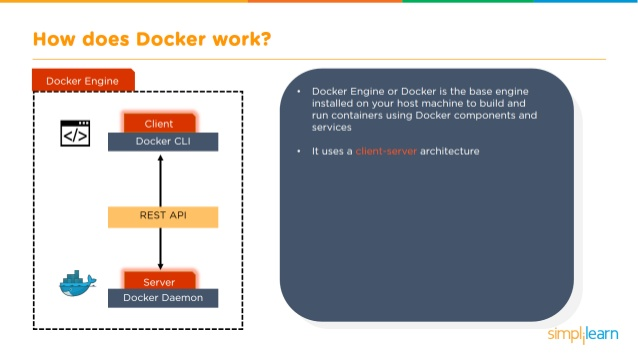 How does Docker work?
Docker Engine
Client
Docker CLI
REST API
Server
Docker Daemon
</>
• Docker Engine or Docker is the base engine
installed on your host machine to build and
run containers using Docker components and
services
• It uses a client-server architecture
simplilearn